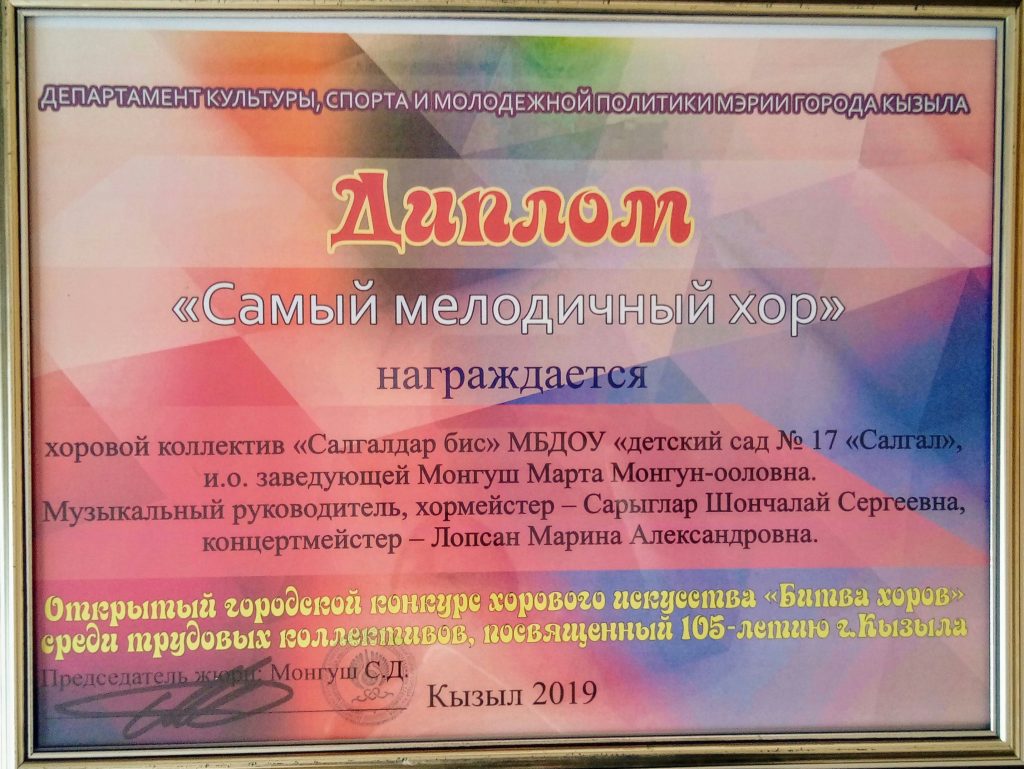 ДЕПАРТАМЕНТ КУЛЬТУРЫ, СПОРТА И МОЛОДЕЖНОЙ ПОЛИТИКИ МЭРИИ ГОРОДА КЫЗЫЛА
Диплом
«Самый мелодичный хор»
награждается
хоровой коллектив «Салгалдар бис» МБДОУ «детский сад № 17 «Салгал»,
и.о. заведующей Монгуш Марта Монгун-ооловна.
Музыкальный руководитель, хормейстер – Сарыглар Шончалай Сергеевна,
концертмейстер – Лопсан Марина Александровна.
Открытый городской конкурс хорового искусства «Битва хоров»
среди трудовых коллективов, посвященный 105-летию г.Кызыла
Председатель жюри: Монгуш С.Д.
Кызыл 2019